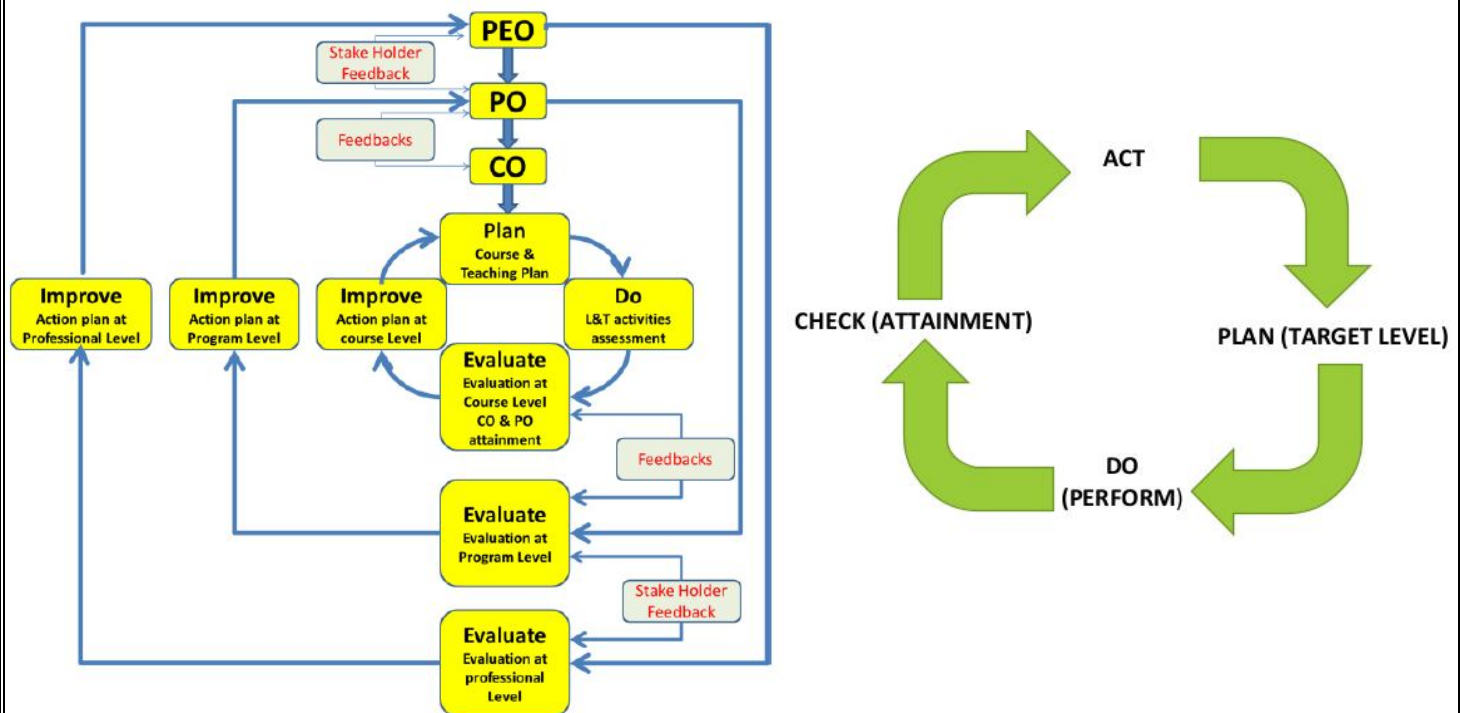 PEO
Stake Holder
Feedback
PO
Feedbacks
CO
Plan
Course &
Teaching Plan
Improve
Action plan at
Professional Level
Improve
Action plan at
Program Level
Improve
Action plan at
course Level
Do
L&T activities
assessment
Evaluate
Evaluation at
Course Level
CO & PO
attainment
Feedbacks
Evaluate
Evaluation at
Program Level
Stake Holder
Feedback
Evaluate
Evaluation at
professional
Level
ACT
CHECK (ATTAINMENT)
PLAN (TARGET LEVEL)
DO
(PERFORM)